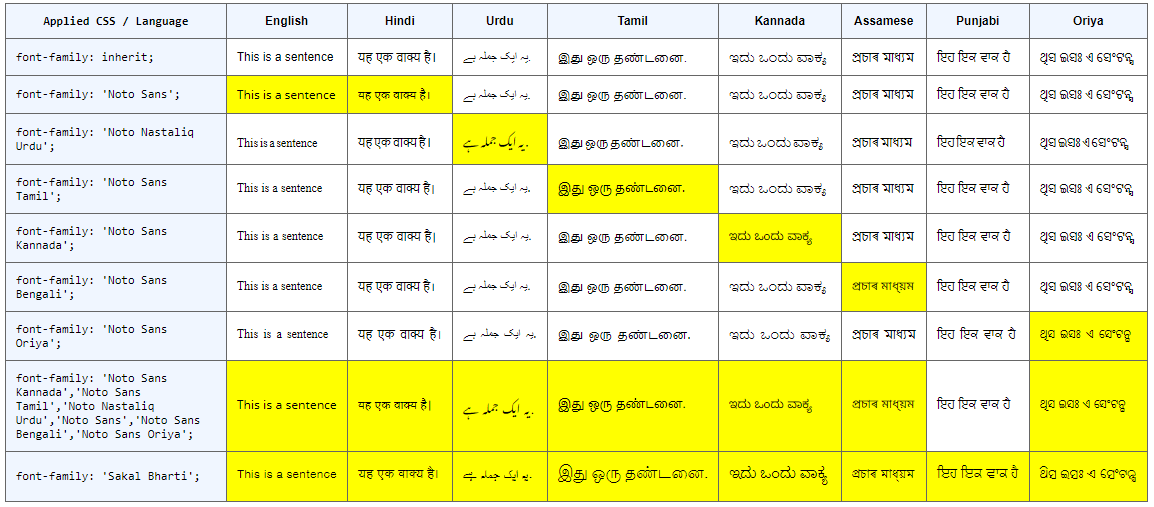 Applied CSS / Language English Hindi Urdu Tamil Kannada Assamese Punjabi Oriya
font-family: inherit; This is a sentence यह एक वाक्य है। یہ ایک جملہ ہے. இது ஒரு தண்டனை. ಇದು ಒಂದು ವಾಕ್ಯ প্ৰচাৰ মাধ্যম ਇਹ ਇਕ ਵਾਕ ਹੈ ଥିସ ଇସଃ ଏ ସେଂଟନ୍ସ
font-family: 'Noto Sans'; This is a sentence यह एक वाक्य है। یہ ایک جملہ ہے. இது ஒரு தண்டனை. ಇದು ಒಂದು ವಾಕ್ಯ প্ৰচাৰ মাধ্যম ਇਹ ਇਕ ਵਾਕ ਹੈ ଥିସ ଇସଃ ଏ ସେଂଟନ୍ସ
font-family: 'Noto Nastaliq
Urdu'; This is a sentence यह एक वाक्य है। یہ ایک جملہ ہے. இது ஒரு தண்டனை. ಇದು ಒಂದು ವಾಕ್ಯ প্ৰচাৰ মাধ্যম ਇਹ ਇਕ ਵਾਕ ਹੈ ଥିସ ଇସଃ ଏ ସେଂଟନ୍ସ
font-family: 'Noto Sans
Tamil'; This is a sentence यह एक वाक्य है। یہ ایک جملہ ہے. இது ஒரு தண்டனை. ಇದು ಒಂದು ವಾಕ್ಯ প্ৰচাৰ মাধ্যম ਇਹ ਇਕ ਵਾਕ ਹੈ ଥିସ ଇସଃ ଏ ସେଂଟନ୍ସ
font-family: 'Noto Sans
Kannada'; This is a sentence यह एक वाक्य है। یہ ایک جملہ ہے. இது ஒரு தண்டனை. ಇದು ಒಂದು ವಾಕ್ಯ প্ৰচাৰ মাধ্যম ਇਹ ਇਕ ਵਾਕ ਹੈ ଥିସ ଇସଃ ଏ ସେଂଟନ୍ସ
font-family: 'Noto Sans
Bengali'; This is a sentence यह एक वाक्य है। یہ ایک جملہ ہے. இது ஒரு தண்டனை. ಇದು ಒಂದು ವಾಕ್ಯ প্ৰচাৰ মাধ্যম ਇਹ ਇਕ ਵਾਕ ਹੈ ଥିସ ଇସଃ ଏ ସେଂଟନ୍ସ
font-family: 'Noto Sans
Oriya'; This is a sentence यह एक वाक्य है। یہ ایک جملہ ہے. இது ஒரு தண்டனை. ಇದು ಒಂದು ವಾಕ್ಯ প্ৰচাৰ মাধ্যম ਇਹ ਇਕ ਵਾਕ ਹੈ ଥିସ ଇସଃ ଏ ସେଂଟନ୍ସ
font-family: 'Noto Sans
Kannada','Noto Sans
Tamil','Noto Nastaliq
Urdu','Noto Sans','Noto Sans
Bengali','Noto Sans Oriya'; This is a sentence यह एक वाक्य है। یہ ایک جملہ ہے. இது ஒரு தண்டனை. ಇದು ಒಂದು ವಾಕ್ಯ প্ৰচাৰ মাধ্যম ਇਹ ਇਕ ਵਾਕ ਹੈ ଥିସ ଇସଃ ଏ ସେଂଟନ୍ସ
font-family: 'Sakal Bharti'; This is a sentence यह एक वाक्य है। یہ ایک جملہ ہے. இது ஒரு தண்டனை. ಇದು ಒಂದು ವಾಕ್ಯ প্ৰচাৰ মাধ্যম ਇਹ ਇਕ ਵਾਕ ਹੈ ଥିସ ଇସଃ ଏ ସେଂଟନ୍ସ